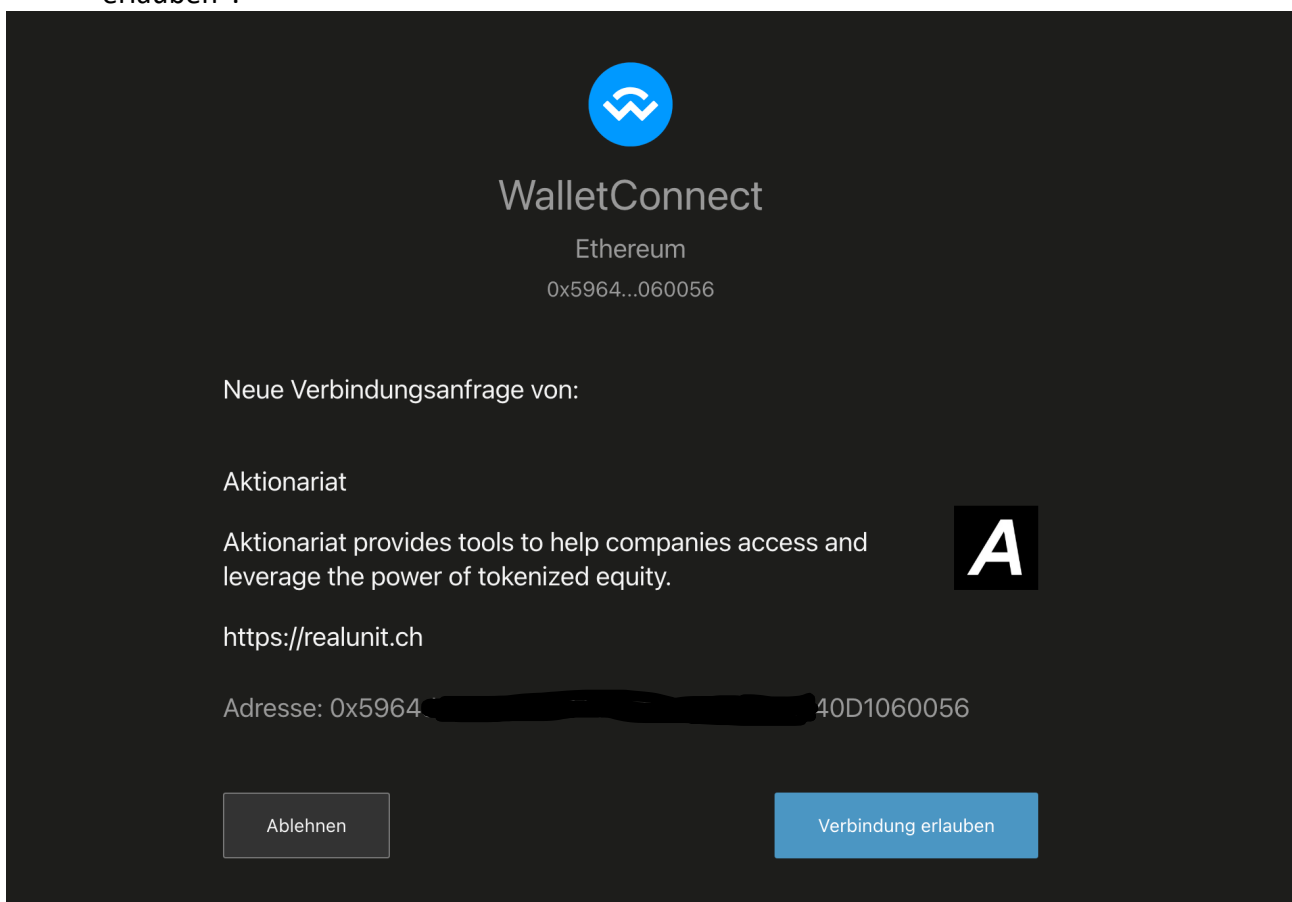 WalletConnect
Ethereum
0x5964...060056
Neue Verbindungsanfrage von:
Aktionariat
Aktionariat provides tools to help companies access and
leverage the power of tokenized equity.
A
https://realunit.ch
Adresse: 0x5964 40D1060056
Ablehnen
Verbindung erlauben